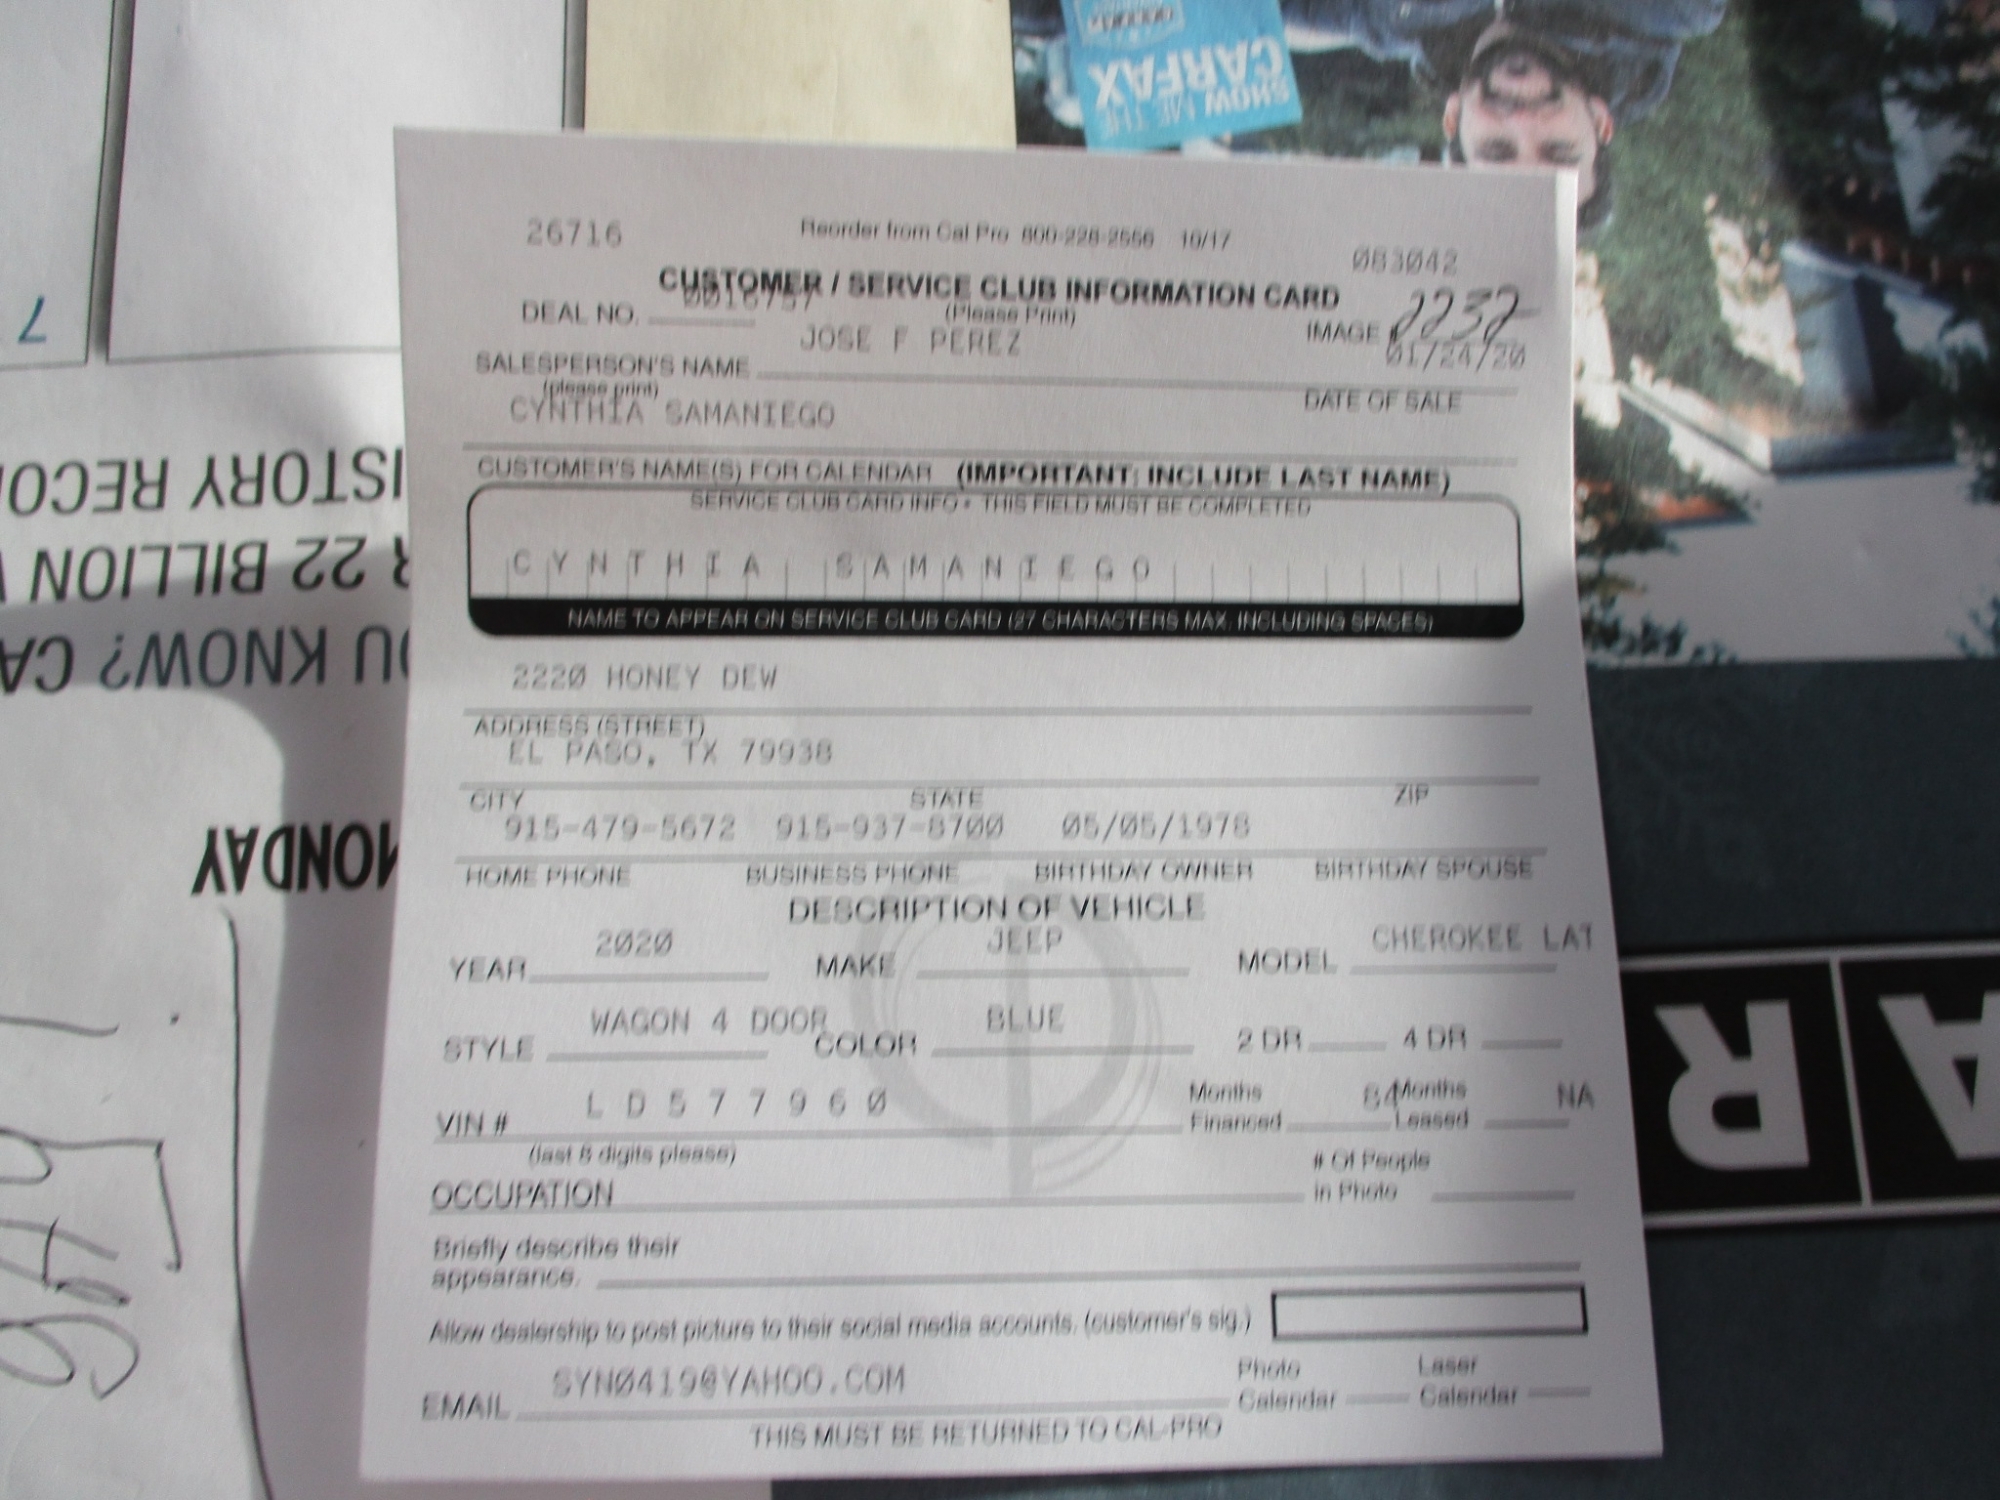 SHOW ME THE
CARFAX
7
ISTORY RECO
R 22 BILLION
OU KNOW? CA
MONDAY
26716 Reorder from Cal Pro 800-228-2556 10/17 083042
CUSTOMER / SERVICE CLUB INFORMATION CARD
DEAL NO. 0016757 (Please Print) IMAGE 2232
JOSE F PEREZ 01/24/20
SALESPERSON'S NAME
(please print) DATE OF SALE
CYNTHIA SAMANIEGO
CUSTOMER'S NAME(S) FOR CALENDAR (IMPORTANT: INCLUDE LAST NAME)
SERVICE CLUB CARD INFO • THIS FIELD MUST BE COMPLETED
CYNTHIA SAMANIEGO
NAME TO APPEAR ON SERVICE CLUB CARD (27 CHARACTERS MAX. INCLUDING SPACES)
2220 HONEY DEW
ADDRESS (STREET)
EL PASO, TX 79938
CITY STATE ZIP
915-479-5672 915-937-8700 05/05/1978
HOME PHONE BUSINESS PHONE BIRTHDAY OWNER BIRTHDAY SPOUSE
DESCRIPTION OF VEHICLE
YEAR 2020 MAKE JEEP MODEL CHEROKEE LAT
STYLE WAGON 4 DOOR COLOR BLUE 2 DR 4 DR
VIN # LD577960 Months Financed 84 Months Leased NA
(last 8 digits please)
OCCUPATION # Of People in Photo
Briefly describe their
appearance.
Allow dealership to post picture to their social media accounts. (customer's sig.)
EMAIL SYN0419@YAHOO.COM Photo Calendar Laser Calendar
THIS MUST BE RETURNED TO CAL-PRO
A
R